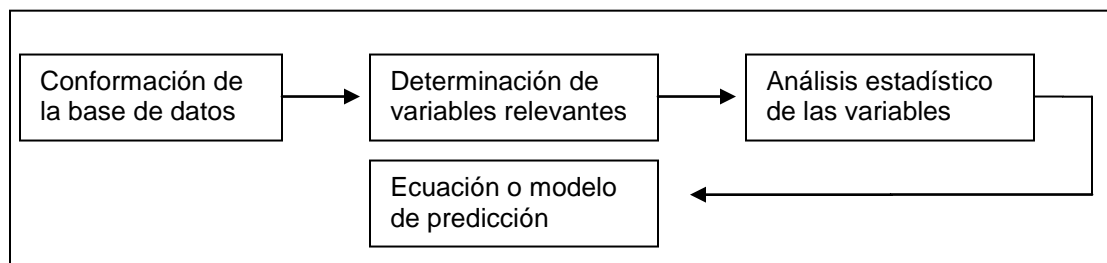 Conformación de
la base de datos
Determinación de
variables relevantes
Análisis estadístico
de las variables
Ecuación o modelo
de predicción